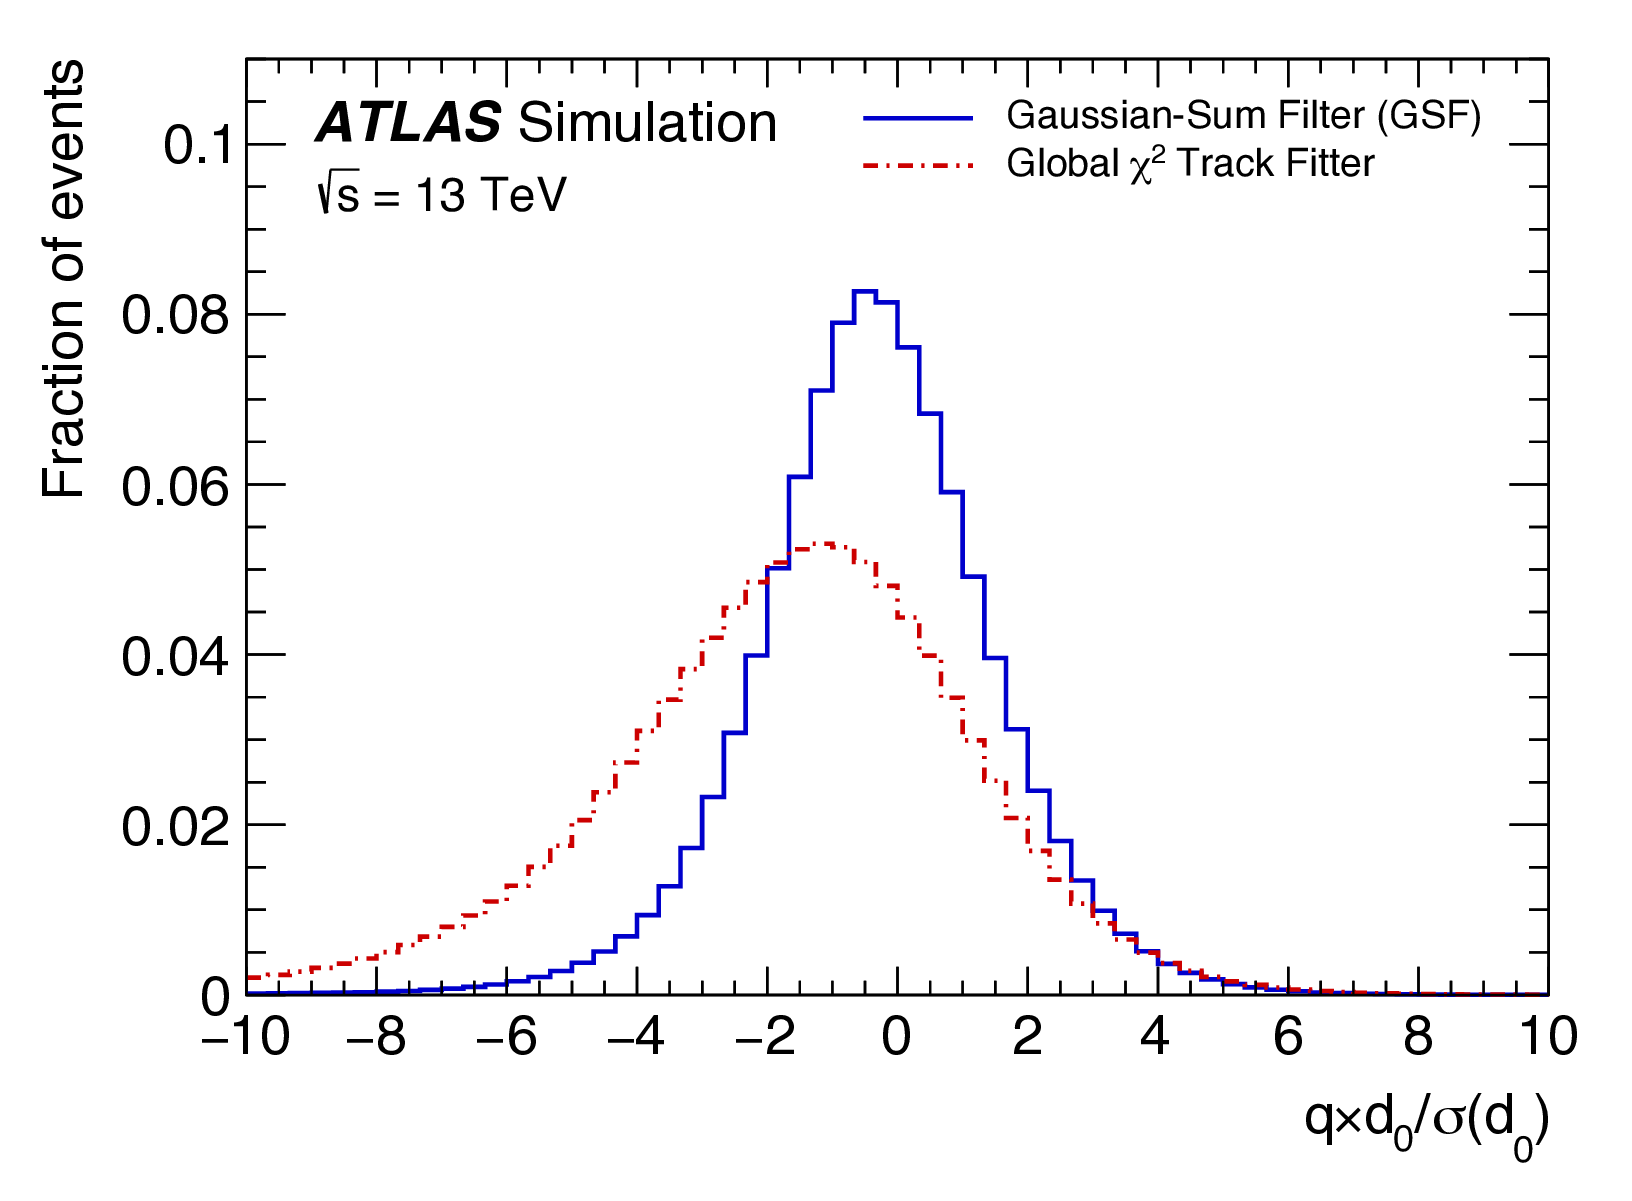 ATLAS Simulation
√s = 13 TeV
Gaussian-Sum Filter (GSF)
Global χ² Track Fitter
Fraction of events
0.1
0.08
0.06
0.04
0.02
0
−10 −8 −6 −4 −2 0 2 4 6 8 10
q×d₀/σ(d₀)